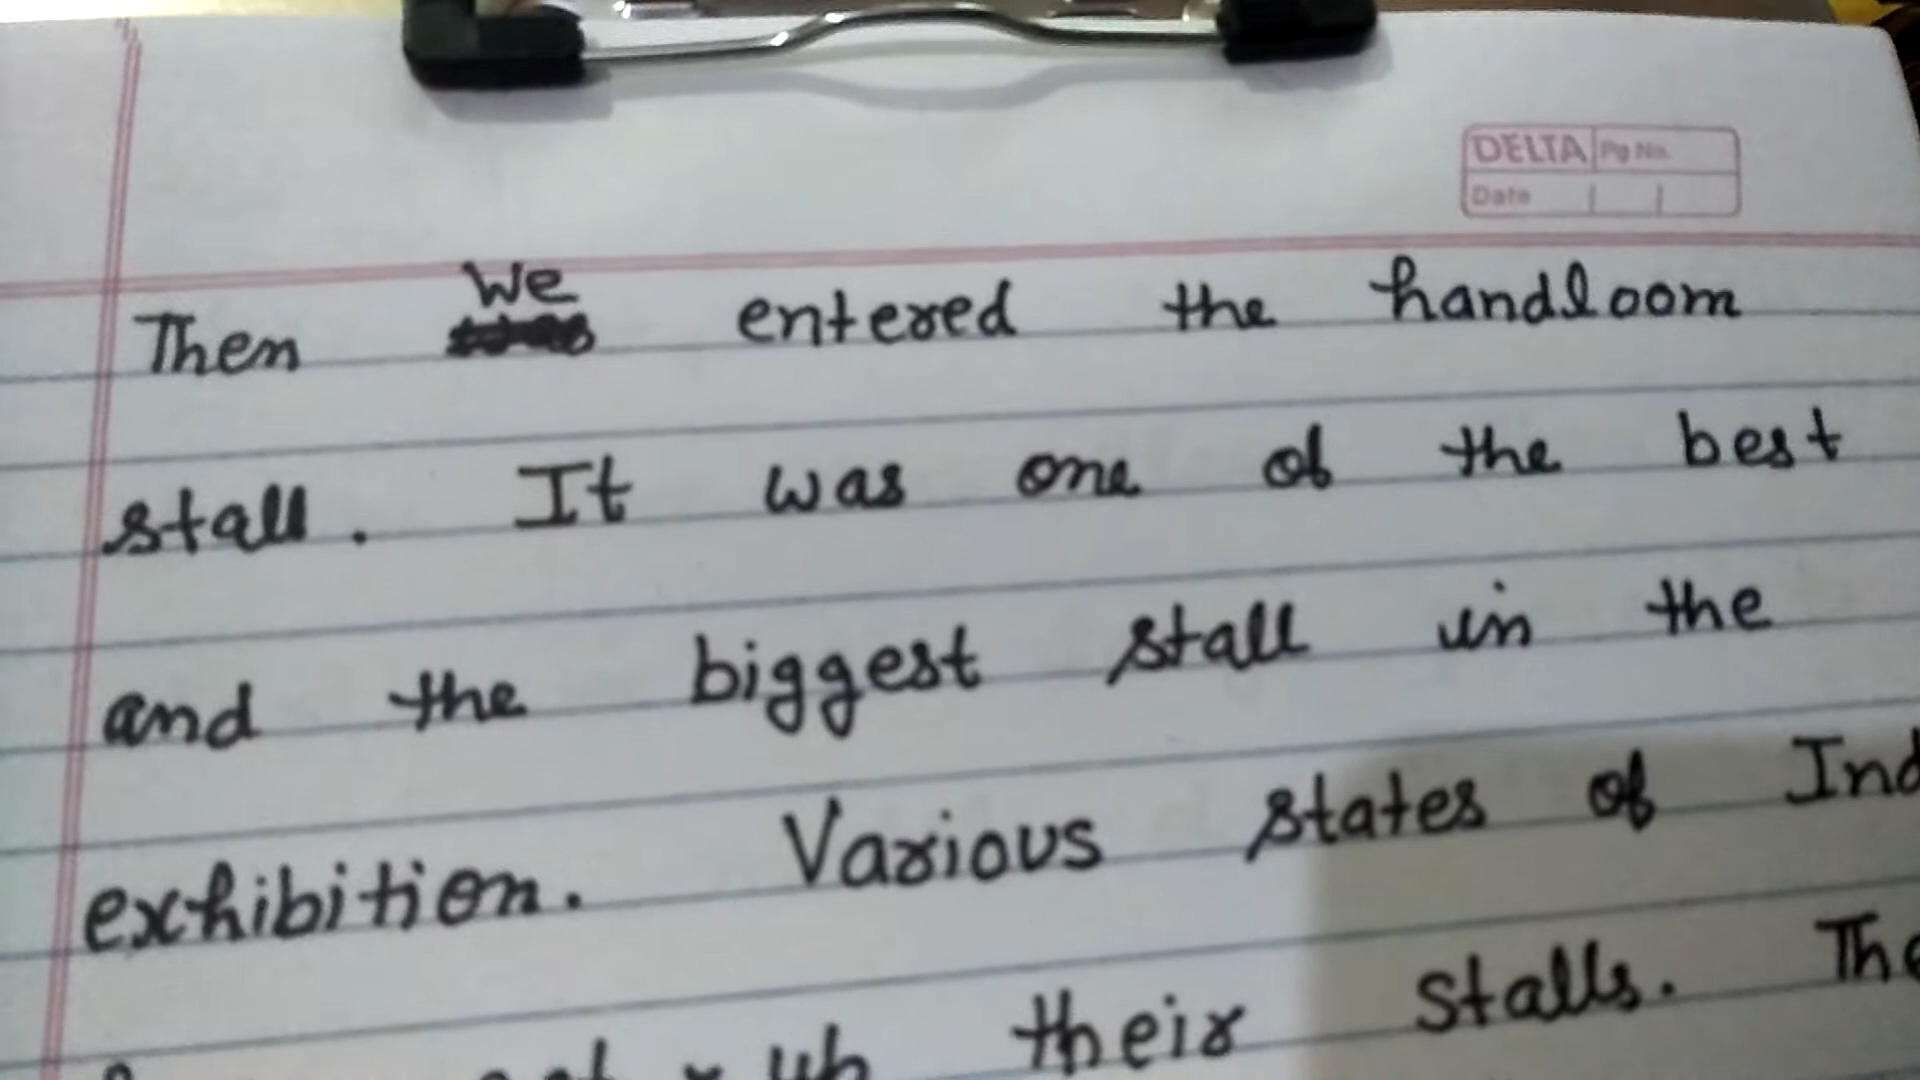 DELTA Pg No.
Date
We
Then entered the handloom
stall. It was one of the best
and the biggest stall in the
exhibition. Various states of Ind
their stalls. The